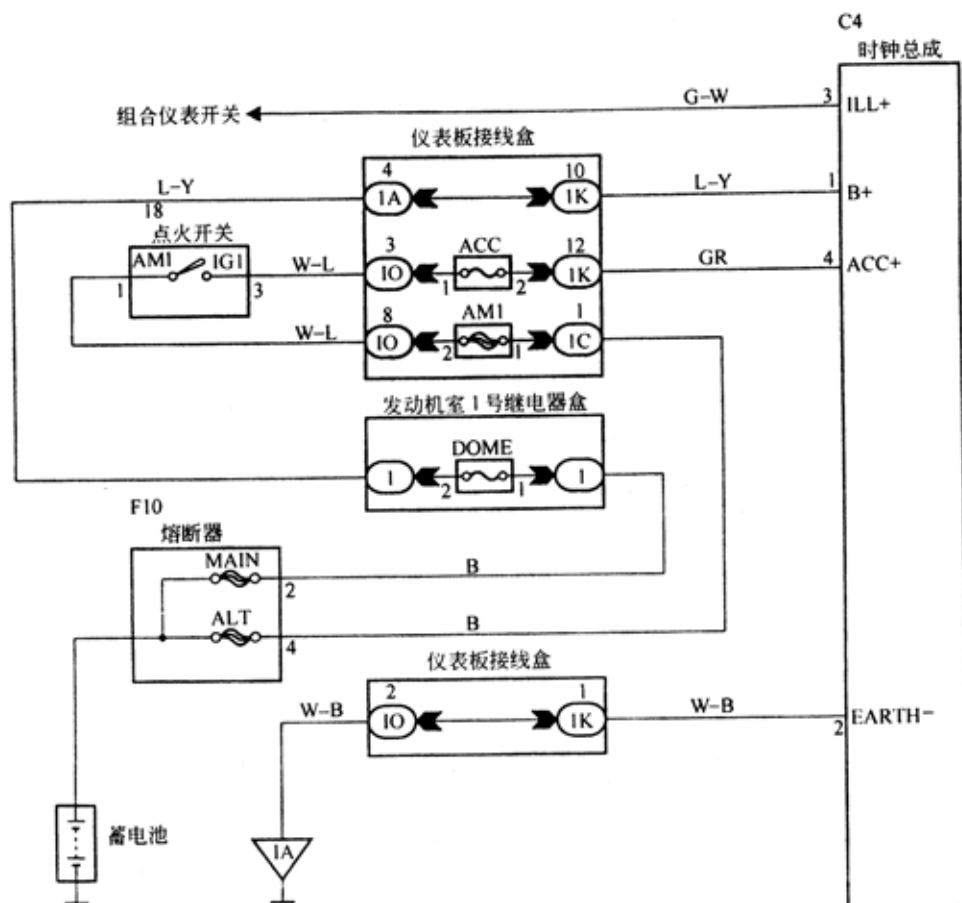 C4
时钟总成
组合仪表开关
G-W
3
ILL+
仪表板接线盒
4
10
L-Y
1A
1K
L-Y
1
B+
18
点火开关
AM1
IG1
1
3
W-L
3
IO
ACC
1
2
12
1K
GR
4
ACC+
W-L
8
IO
AM1
2
1
1
1C
发动机室1号继电器盒
DOME
1
2
1
1
F10
熔断器
MAIN
2
B
ALT
4
B
仪表板接线盒
2
1
W-B
IO
1K
W-B
2
EARTH-
蓄电池
1A